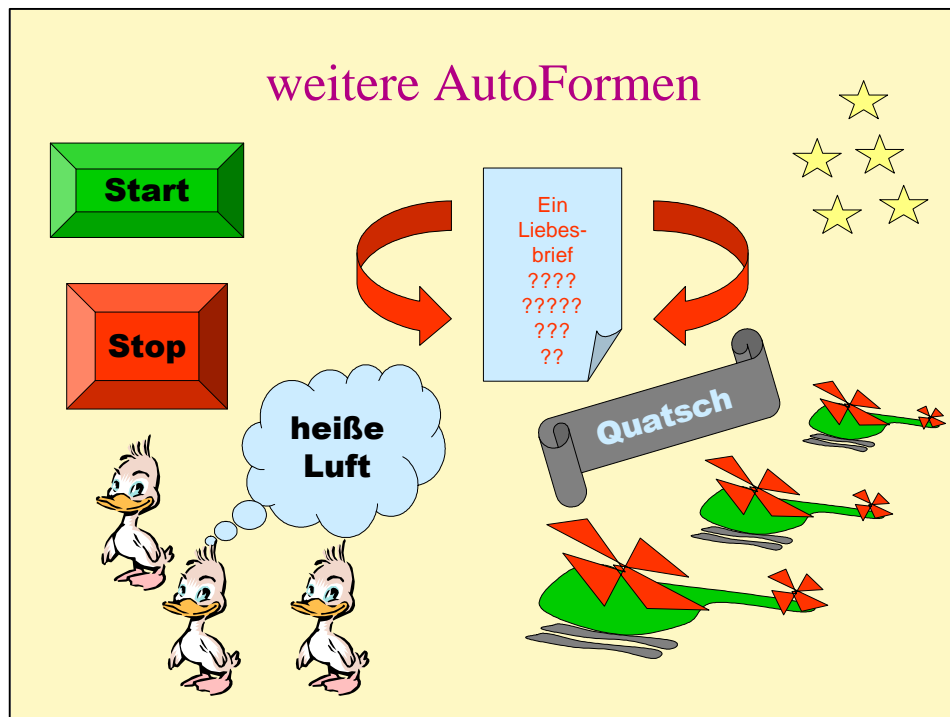 weitere AutoFormen
Start
Ein
Liebes-
brief
????
?????
???
??
Stop
Quatsch
heiße
Luft